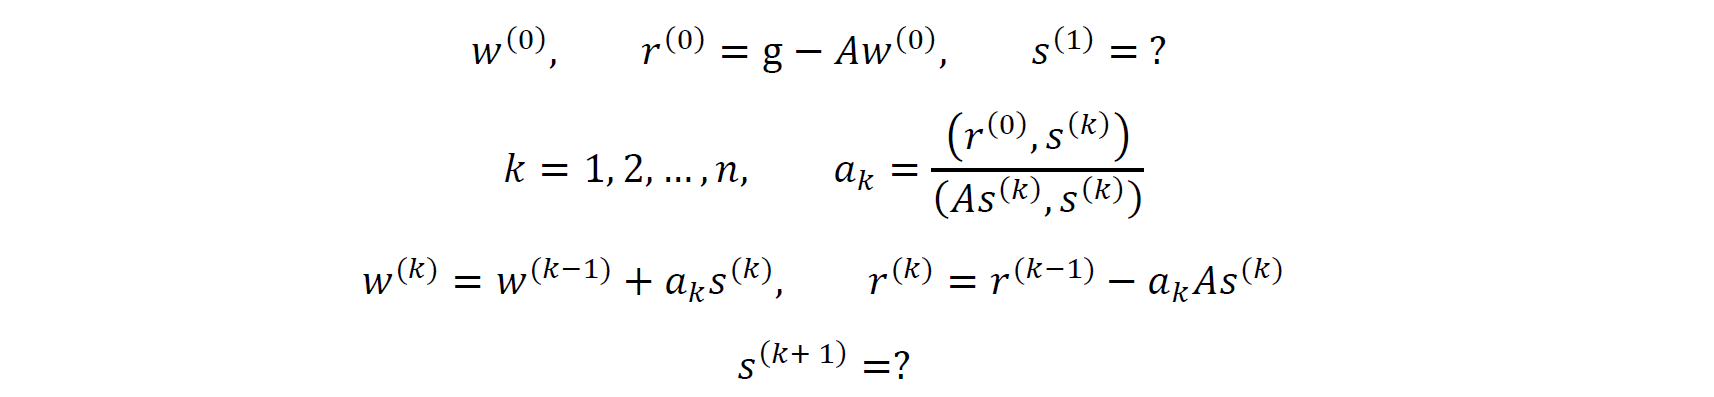 w^(0),  r^(0) = g − Aw^(0),  s^(1) = ?
k = 1, 2, …, n,  a_k = (r^(0), s^(k)) / (As^(k), s^(k))
w^(k) = w^(k−1) + a_k s^(k),  r^(k) = r^(k−1) − a_k As^(k)
s^(k+ 1) =?